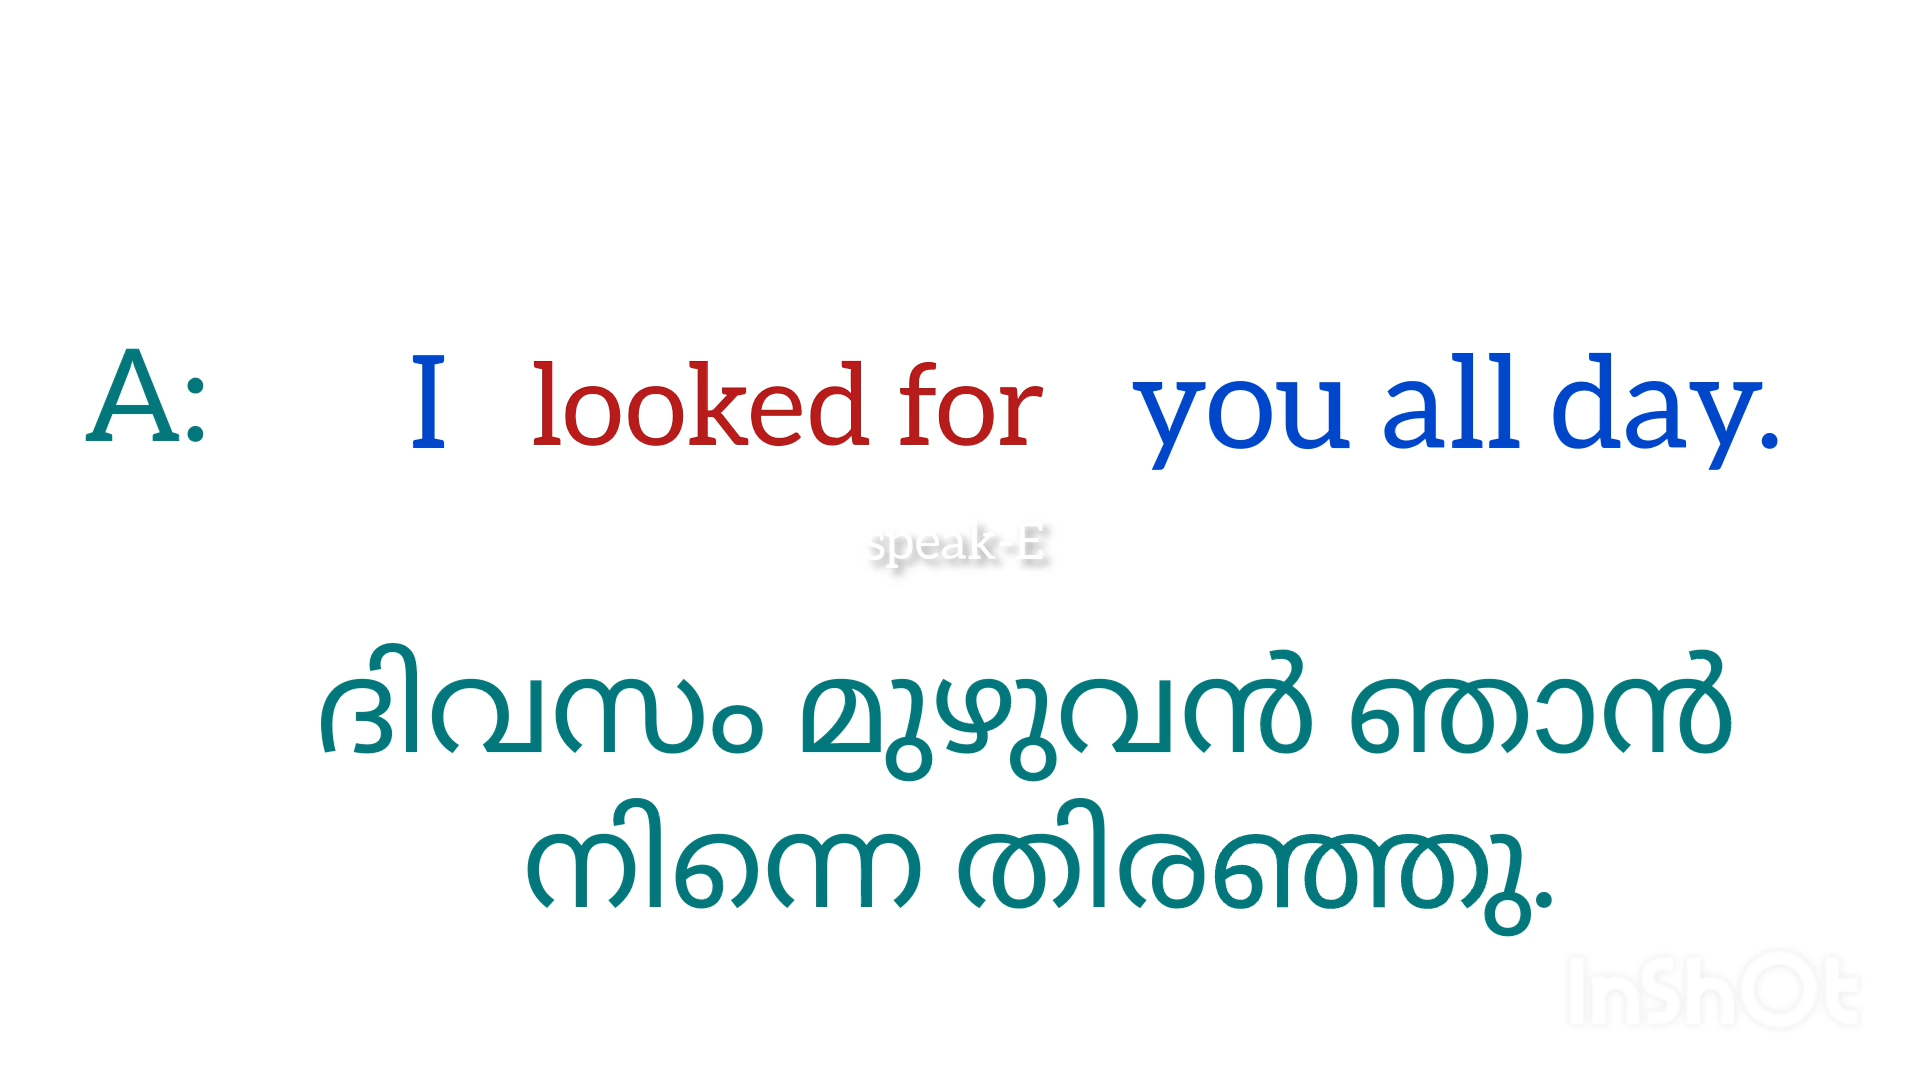 A: I looked for you all day.
speak-E
ദിവസം മുഴുവൻ ഞാൻ
നിന്നെ തിരഞ്ഞു.
InShOt